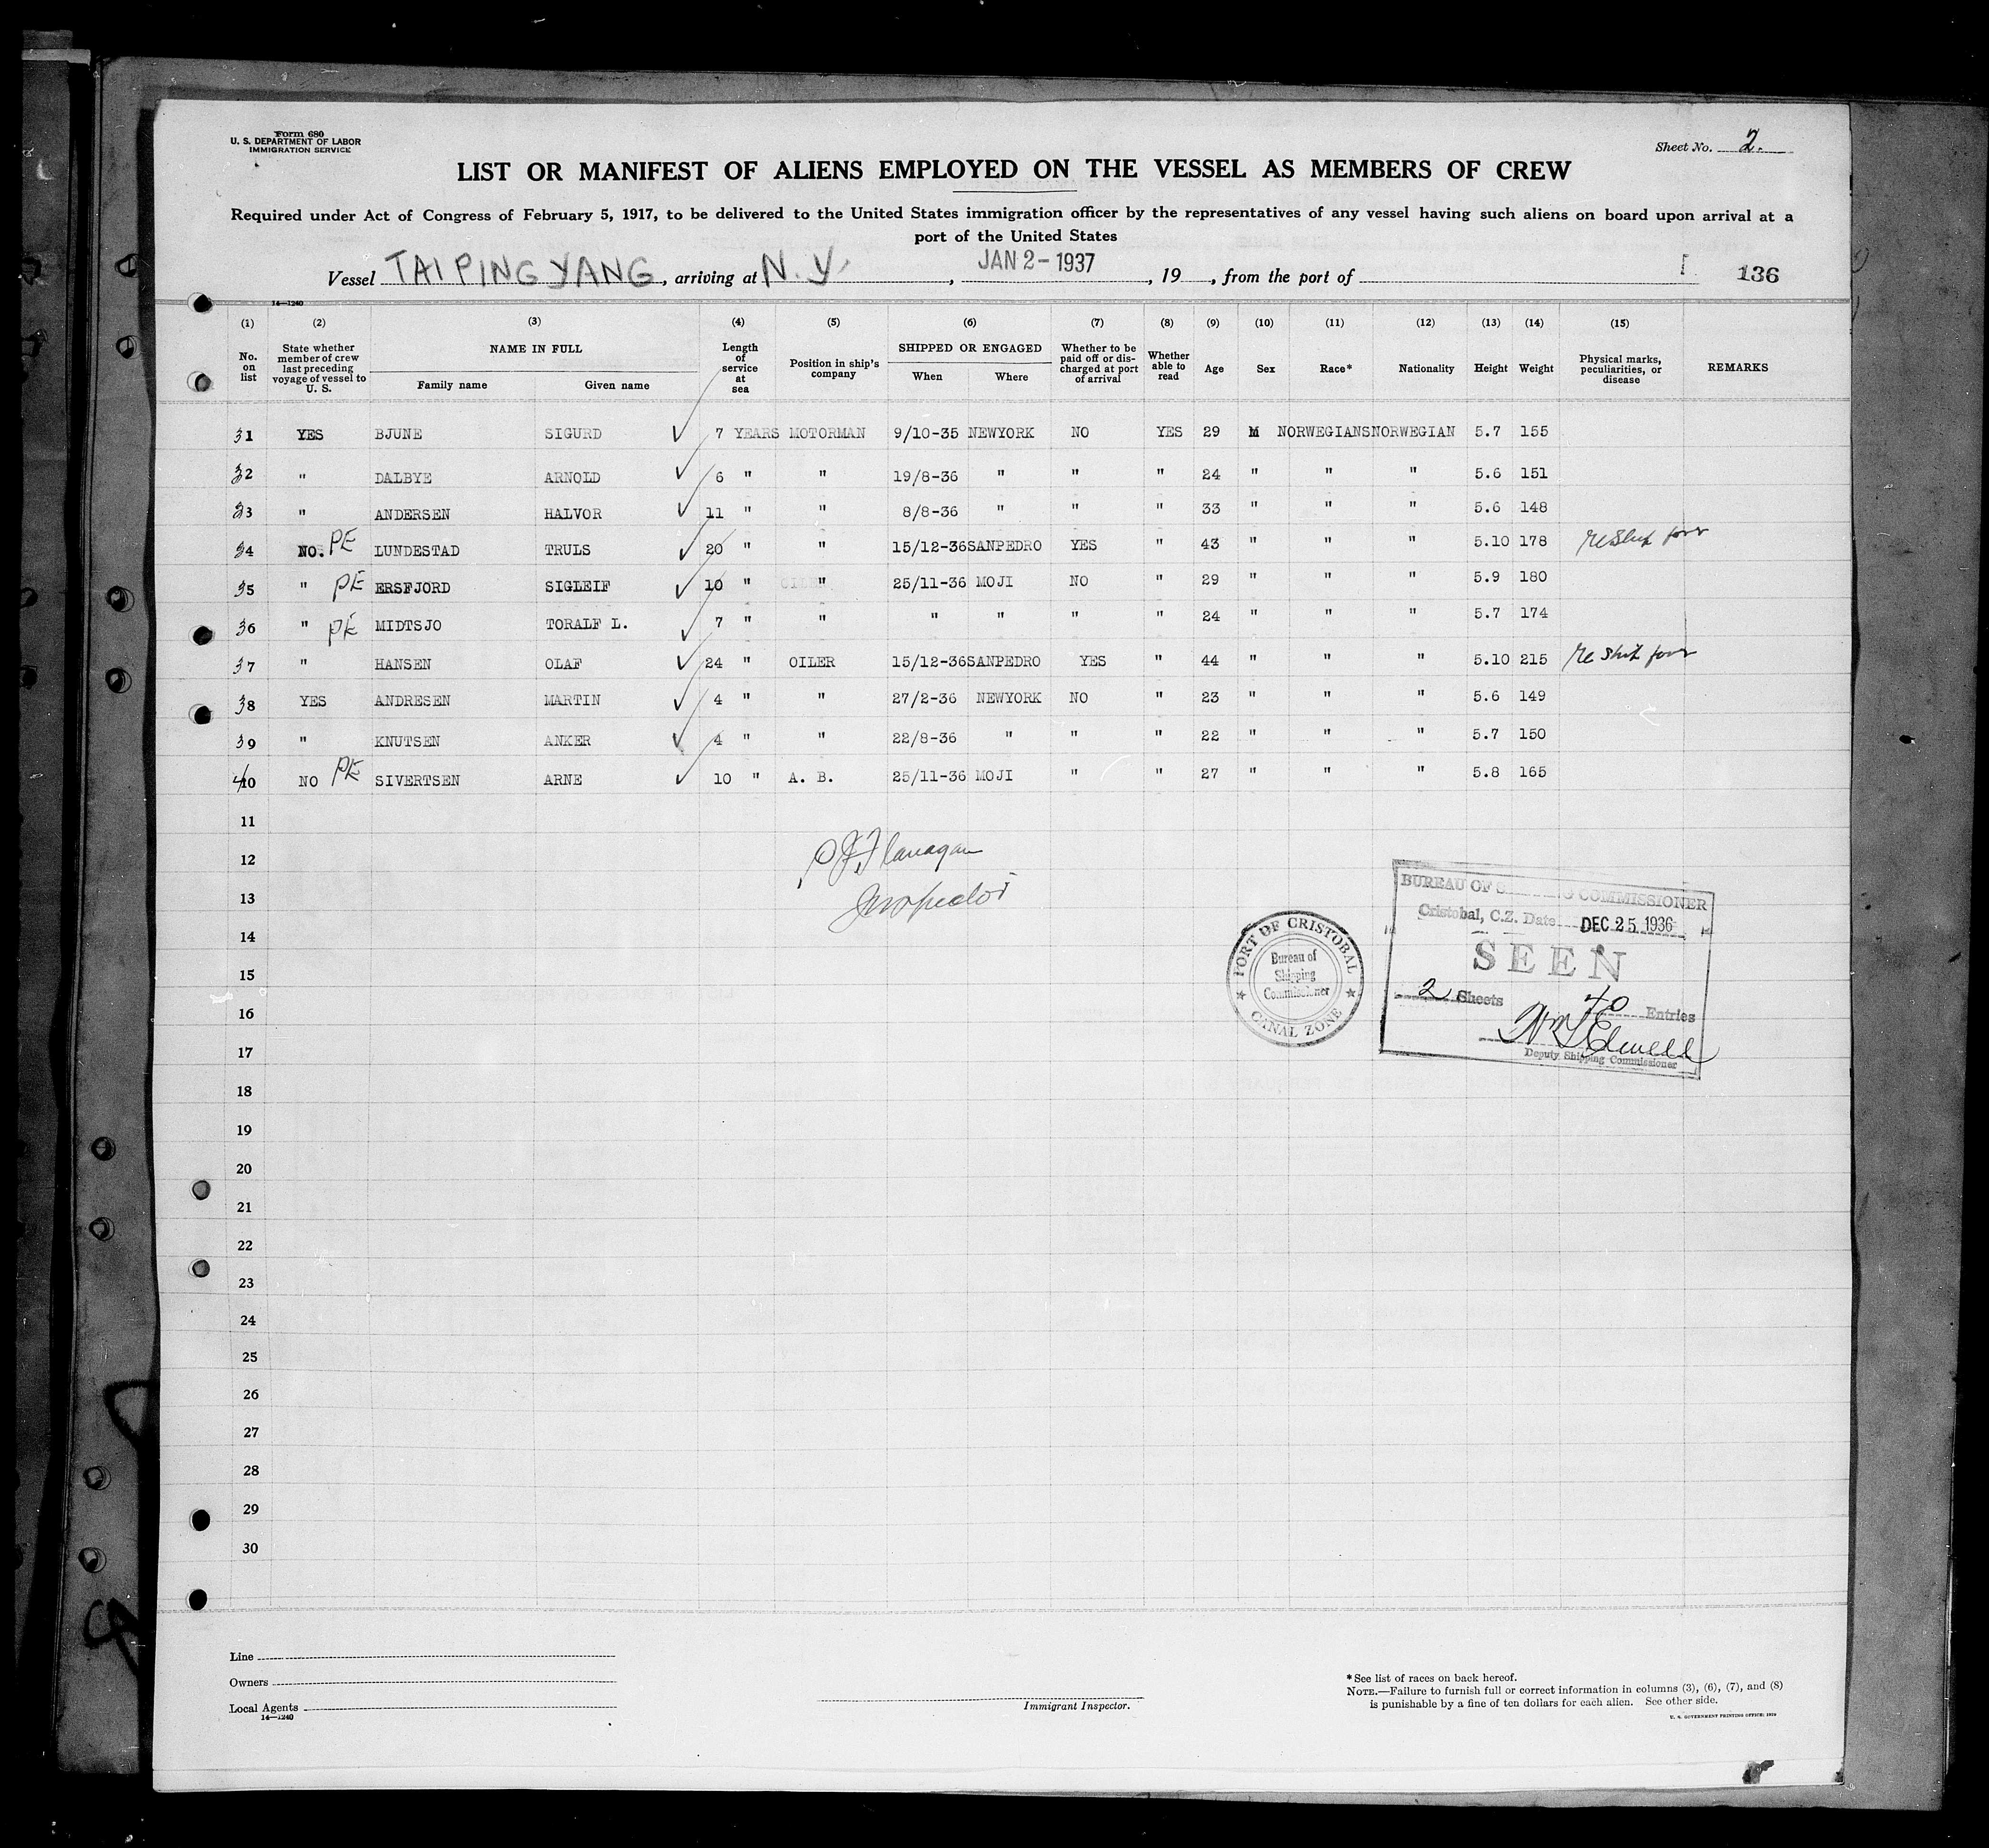 Form 680
U. S. DEPARTMENT OF LABOR
IMMIGRATION SERVICE
Sheet No. 2.
LIST OR MANIFEST OF ALIENS EMPLOYED ON THE VESSEL AS MEMBERS OF CREW
Required under Act of Congress of February 5, 1917, to be delivered to the United States immigration officer by the representatives of any vessel having such aliens on board upon arrival at a
port of the United States
Vessel TAI PING YANG, arriving at N. Y., JAN 2 - 1937, 19, from the port of 136
14—1240
(1) (2) (3) (4) (5) (6) (7) (8) (9) (10) (11) (12) (13) (14) (15)
No. on list State whether member of crew last preceding voyage of vessel to U. S. NAME IN FULL Family name Given name Length of service at sea Position in ship's company SHIPPED OR ENGAGED When Where Whether to be paid off or discharged at port of arrival Whether able to read Age Sex Race* Nationality Height Weight Physical marks, peculiarities, or disease REMARKS
31 YES BJUNE SIGURD ✓ 7 YEARS MOTORMAN 9/10-35 NEWYORK NO YES 29 M NORWEGIANS NORWEGIAN 5.7 155
32 " DALBYE ARNOLD ✓ 6 " " 19/8-36 " " " 24 " " " 5.6 151
33 " ANDERSEN HALVOR ✓ 11 " " 8/8-36 " " " 33 " " " 5.6 148
34 NO. PE LUNDESTAD TRULS ✓ 20 " " 15/12-36 SANPEDRO YES " 43 " " " 5.10 178 reship
35 " PE ERSFJORD SIGLEIF ✓ 10 " " 25/11-36 MOJI NO " 29 " " " 5.9 180
36 " PE MIDTSJO TORALF L. ✓ 7 " " " " " " 24 " " " 5.7 174
37 " HANSEN OLAF ✓ 24 " OILER 15/12-36 SANPEDRO YES " 44 " " " 5.10 215 re ship
38 YES ANDRESEN MARTIN ✓ 4 " " 27/2-36 NEWYORK NO " 23 " " " 5.6 149
39 " KNUTSEN ANKER ✓ 4 " " 22/8-36 " " " 22 " " " 5.7 150
40 NO PE SIVERTSEN ARNE ✓ 10 " A. B. 25/11-36 MOJI " " 27 " " " 5.8 165
11
12
13
14
15
16
17
18
19
20
21
22
23
24
25
26
27
28
29
30
Flanagan
Inspector
PORT OF CRISTOBAL
Bureau of
Shipping
Commissioner
CANAL ZONE
BUREAU OF SHIPPING COMMISSIONER
Cristobal, C.Z. Date DEC 25 1936
SEEN
2 Sheets 40 Entries
Deputy Shipping Commissioner
Line
Owners
Local Agents
14—1240
Immigrant Inspector.
*See list of races on back hereof.
NOTE.—Failure to furnish full or correct information in columns (3), (6), (7), and (8)
is punishable by a fine of ten dollars for each alien. See other side.
U. S. GOVERNMENT PRINTING OFFICE: 1929